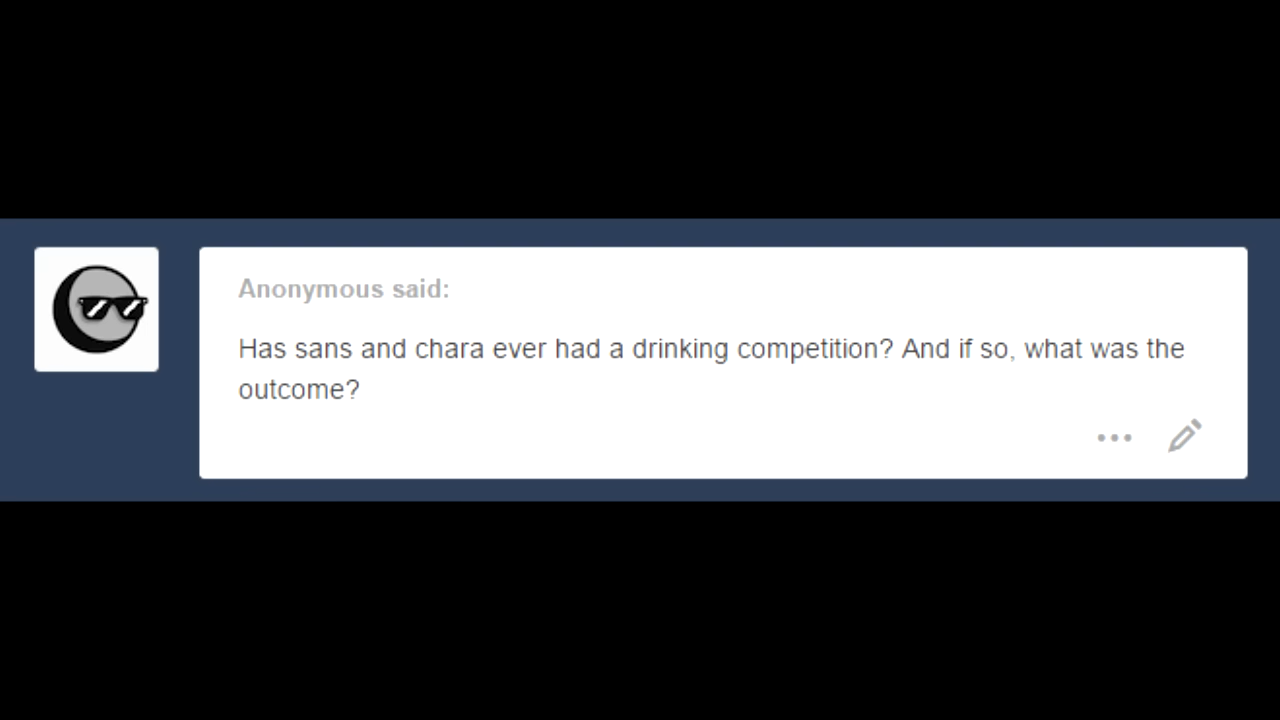 Anonymous said:
Has sans and chara ever had a drinking competition? And if so, what was the
outcome?